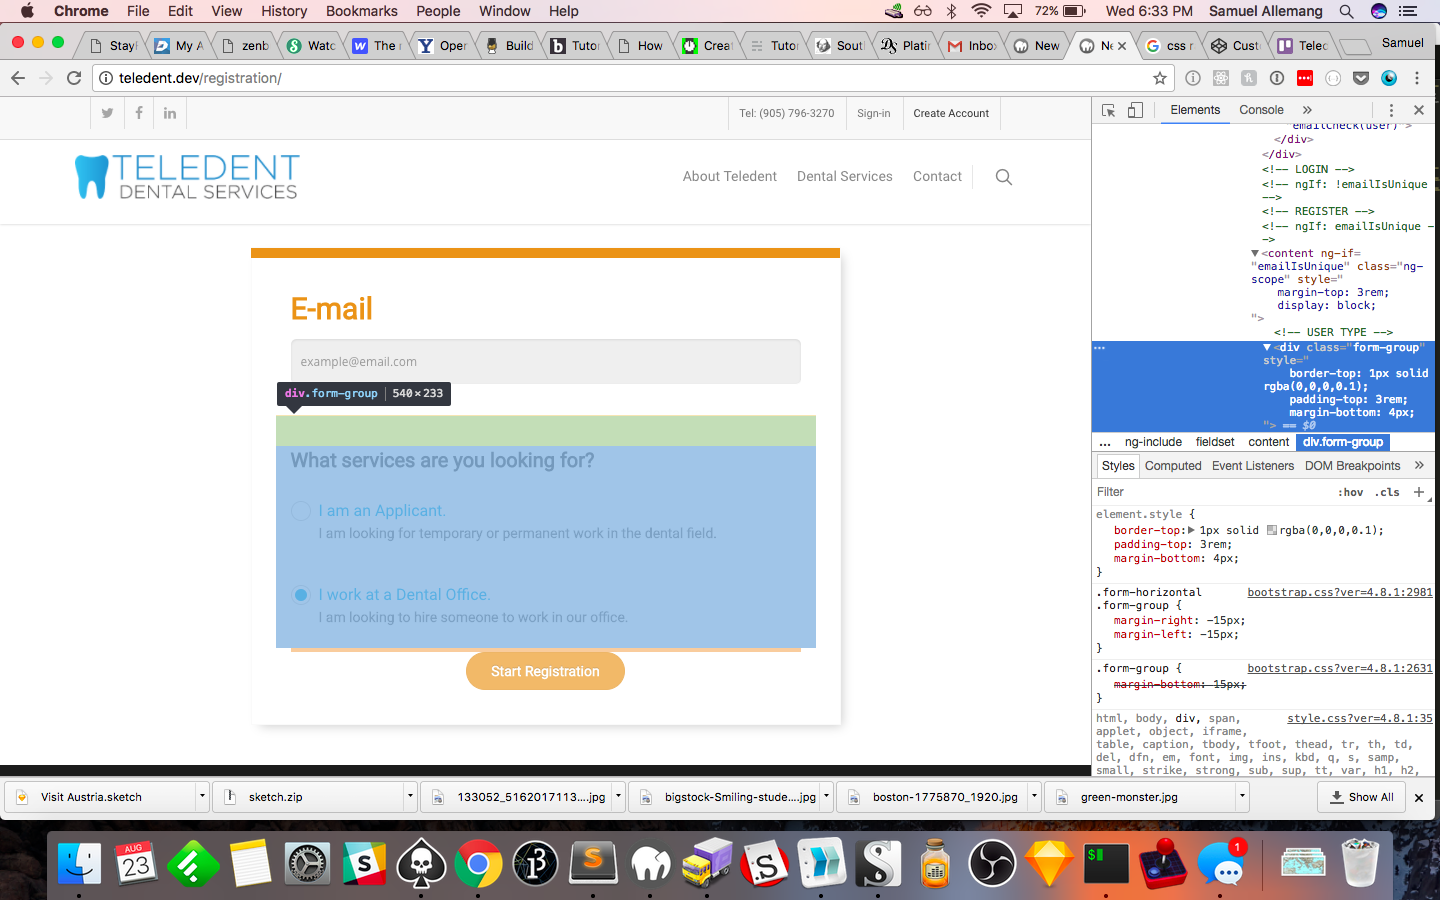 Chrome File Edit View History Bookmarks People Window Help 72% Wed 6:33 PM Samuel Allemang
Stayl My A zenb Watc The r Oper Build Tutor How Creat Tutor Sout Platir Inbo New Ne css r Custo Telec Samuel
teledent.dev/registration/
Tel: (905) 796-3270 Sign-in Create Account
TELEDENT
DENTAL SERVICES
About Teledent Dental Services Contact
E-mail
example@email.com
div.form-group 540×233
What services are you looking for?
I am an Applicant.
I am looking for temporary or permanent work in the dental field.
I work at a Dental Office.
I am looking to hire someone to work in our office.
Start Registration
Elements Console »
"emailCheck(user)">
</div>
</div>
<!-- LOGIN -->
<!-- ngIf: !emailIsUnique
-->
<!-- REGISTER -->
<!-- ngIf: emailIsUnique -
->
<content ng-if=
"emailIsUnique" class="ng-
scope" style="
margin-top: 3rem;
display: block;
">
<!-- USER TYPE -->
... <div class="form-group"
style="
border-top: 1px solid
rgba(0,0,0,0.1);
padding-top: 3rem;
margin-bottom: 4px;
"> == $0
... ng-include fieldset content div.form-group
Styles Computed Event Listeners DOM Breakpoints »
Filter :hov .cls +
element.style {
border-top: 1px solid rgba(0,0,0,0.1);
padding-top: 3rem;
margin-bottom: 4px;
}
.form-horizontal bootstrap.css?ver=4.8.1:2981
.form-group {
margin-right: -15px;
margin-left: -15px;
}
.form-group { bootstrap.css?ver=4.8.1:2631
margin-bottom: 15px;
}
html, body, div, span, style.css?ver=4.8.1:35
applet, object, iframe,
table, caption, tbody, tfoot, thead, tr, th, td,
del, dfn, em, font, img, ins, kbd, q, s, samp,
small, strike, strong, sub, sup, tt, var, h1, h2,
Visit Austria.sketch sketch.zip 133052_5162017113....jpg bigstock-Smiling-stude....jpg boston-1775870_1920.jpg green-monster.jpg Show All
AUG
23
S
S
.S
S
$
1